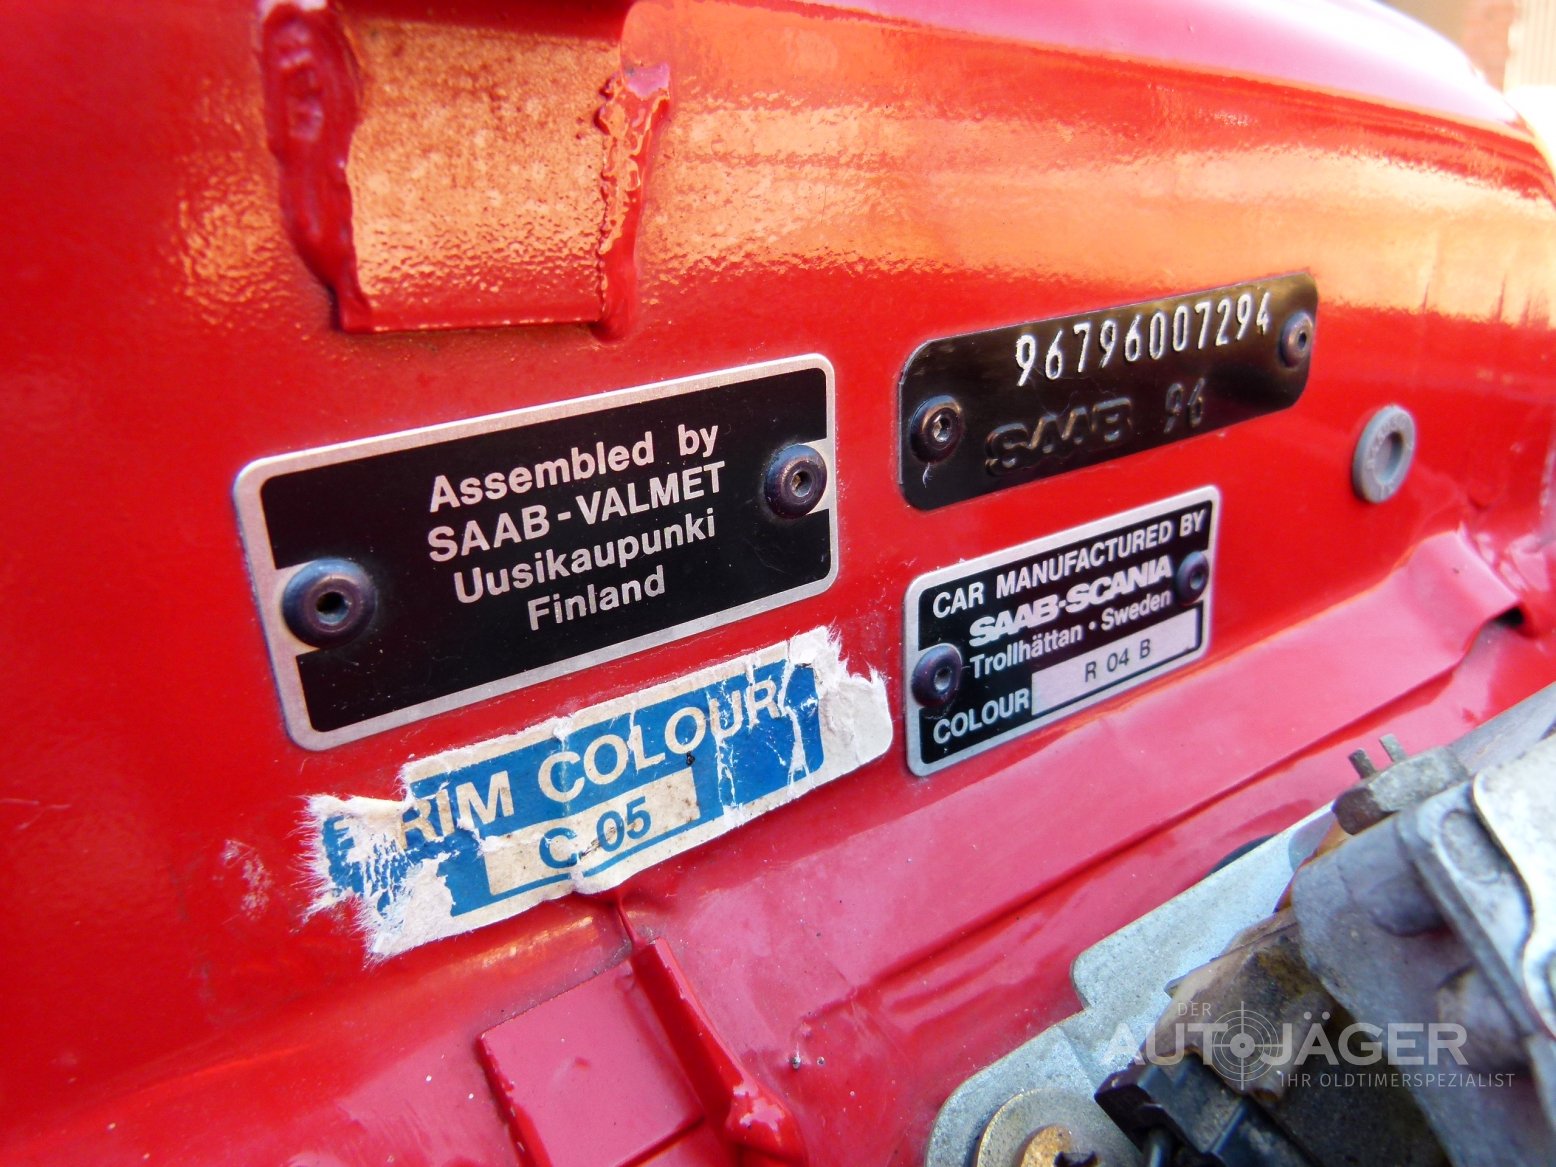 Assembled by
SAAB-VALMET
Uusikaupunki
Finland
96796007294
SAAB 96
CAR MANUFACTURED BY
SAAB-SCANIA
Trollhättan · Sweden
COLOUR R 04 B
TRIM COLOUR
C 05
DER
AUTOJÄGER
IHR OLDTIMERSPEZIALIST